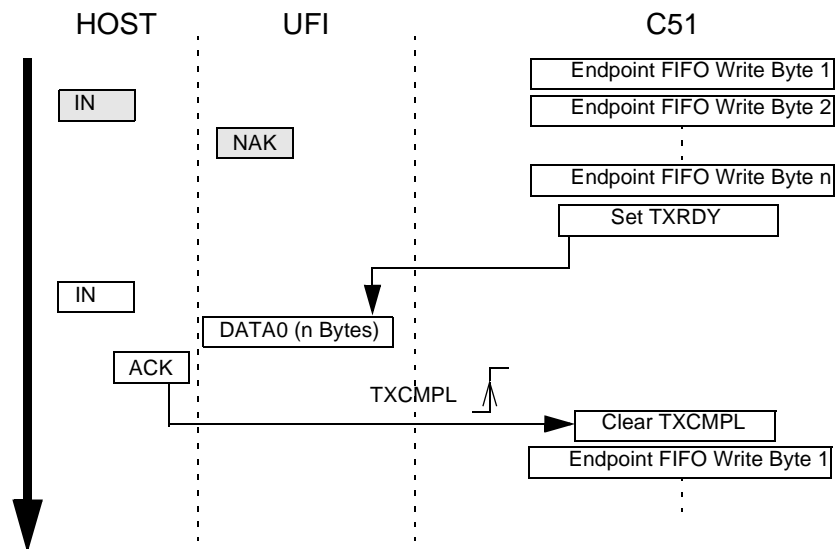 HOST UFI C51
Endpoint FIFO Write Byte 1
IN
Endpoint FIFO Write Byte 2
NAK
Endpoint FIFO Write Byte n
Set TXRDY
IN
DATA0 (n Bytes)
ACK
TXCMPL
Clear TXCMPL
Endpoint FIFO Write Byte 1